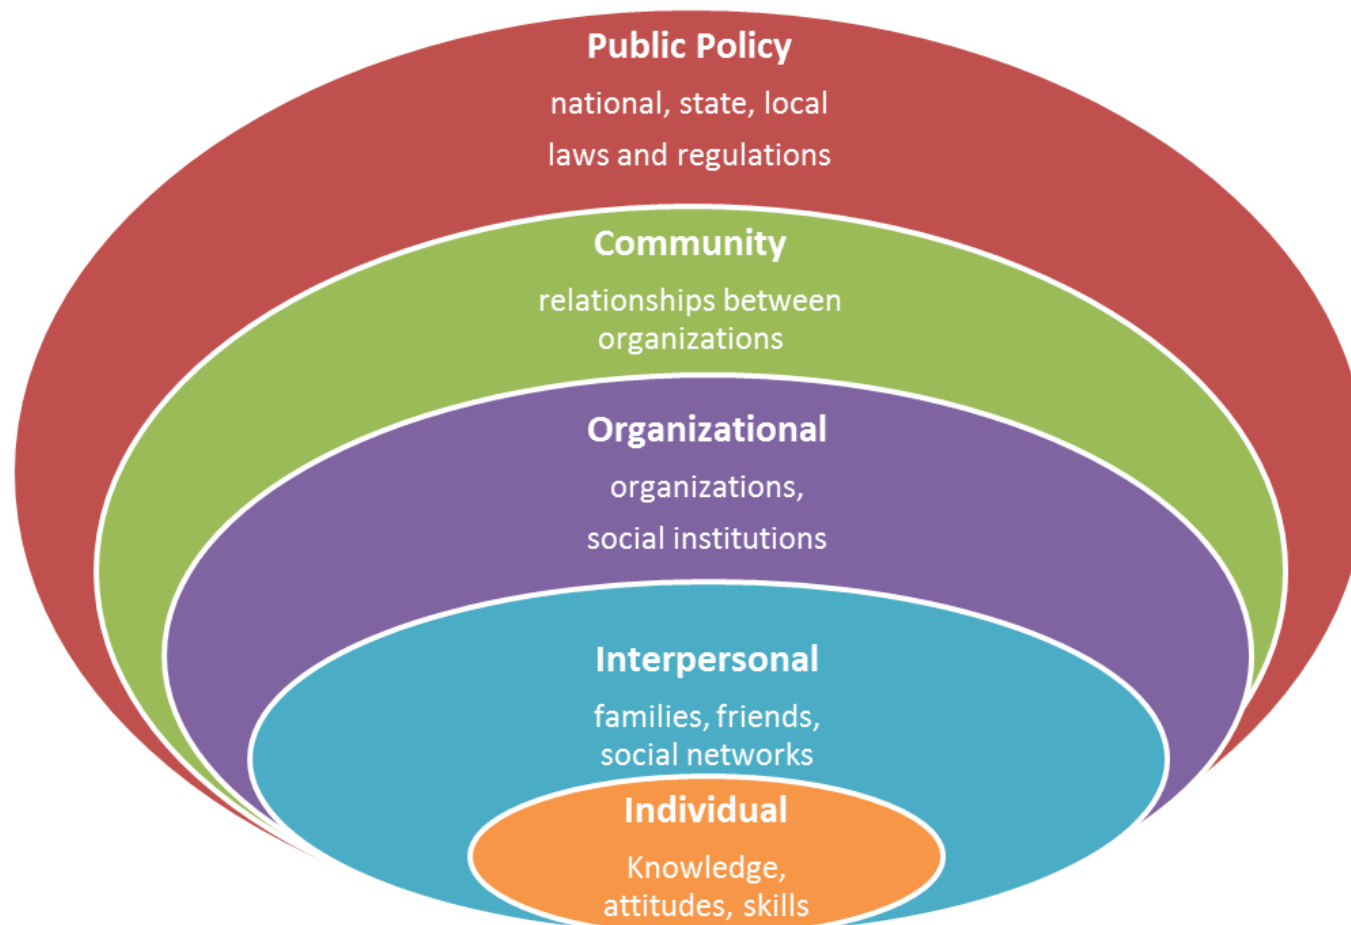 Public Policy
national, state, local
laws and regulations
Community
relationships between
organizations
Organizational
organizations,
social institutions
Interpersonal
families, friends,
social networks
Individual
Knowledge,
attitudes, skills